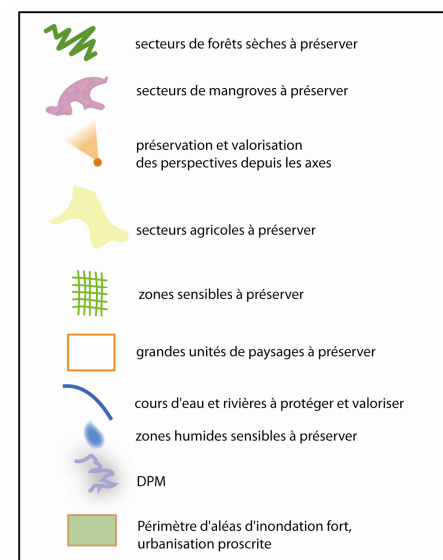 secteurs de forêts sèches à préserver
secteurs de mangroves à préserver
préservation et valorisation
des perspectives depuis les axes
secteurs agricoles à préserver
zones sensibles à préserver
grandes unités de paysages à préserver
cours d'eau et rivières à protéger et valoriser
zones humides sensibles à préserver
DPM
Périmètre d'aléas d'inondation fort,
urbanisation proscrite